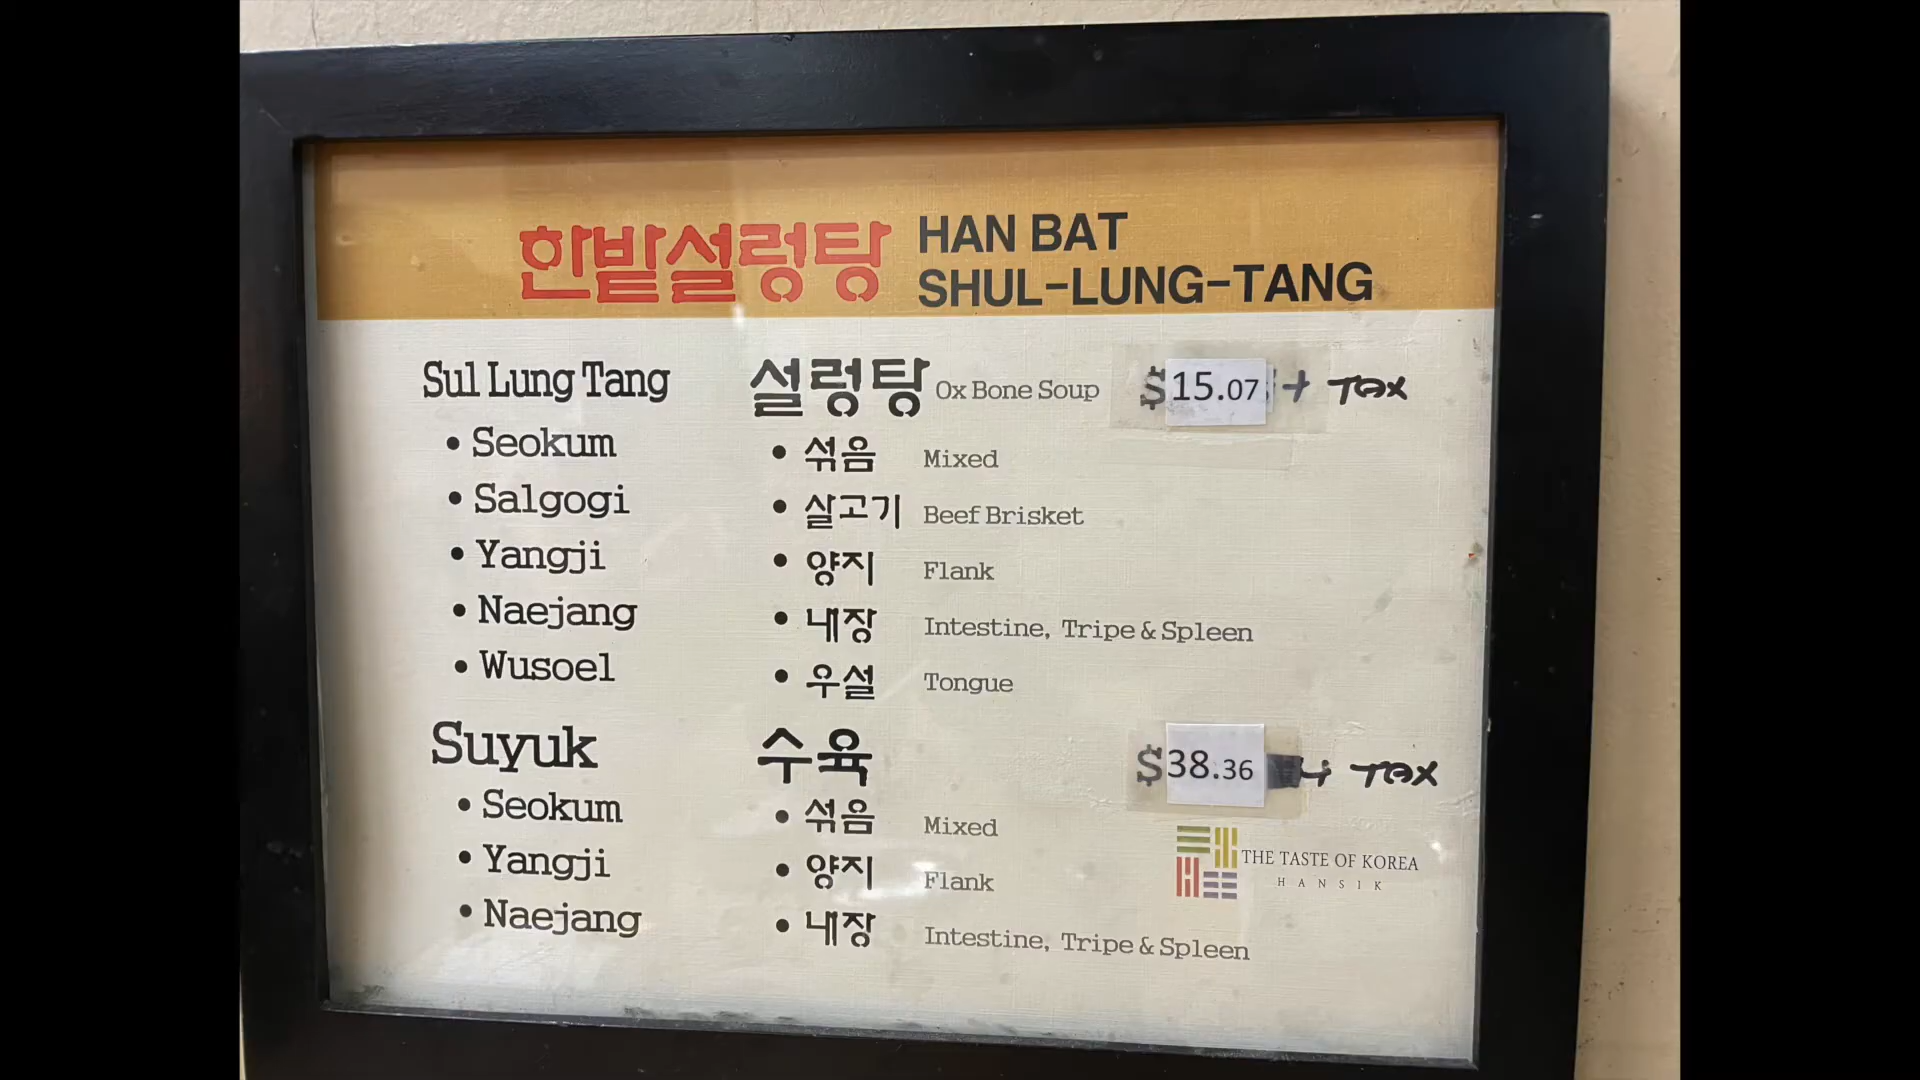 한밭설렁탕 HAN BAT
SHUL-LUNG-TANG
Sul Lung Tang 설렁탕 Ox Bone Soup $15.07 + TAX
• Seokum • 섞음 Mixed
• Salgogi • 살고기 Beef Brisket
• Yangji • 양지 Flank
• Naejang • 내장 Intestine, Tripe & Spleen
• Wusoel • 우설 Tongue
Suyuk 수육 $38.36 + TAX
• Seokum • 섞음 Mixed
• Yangji • 양지 Flank
• Naejang • 내장 Intestine, Tripe & Spleen
THE TASTE OF KOREA
HANSIK